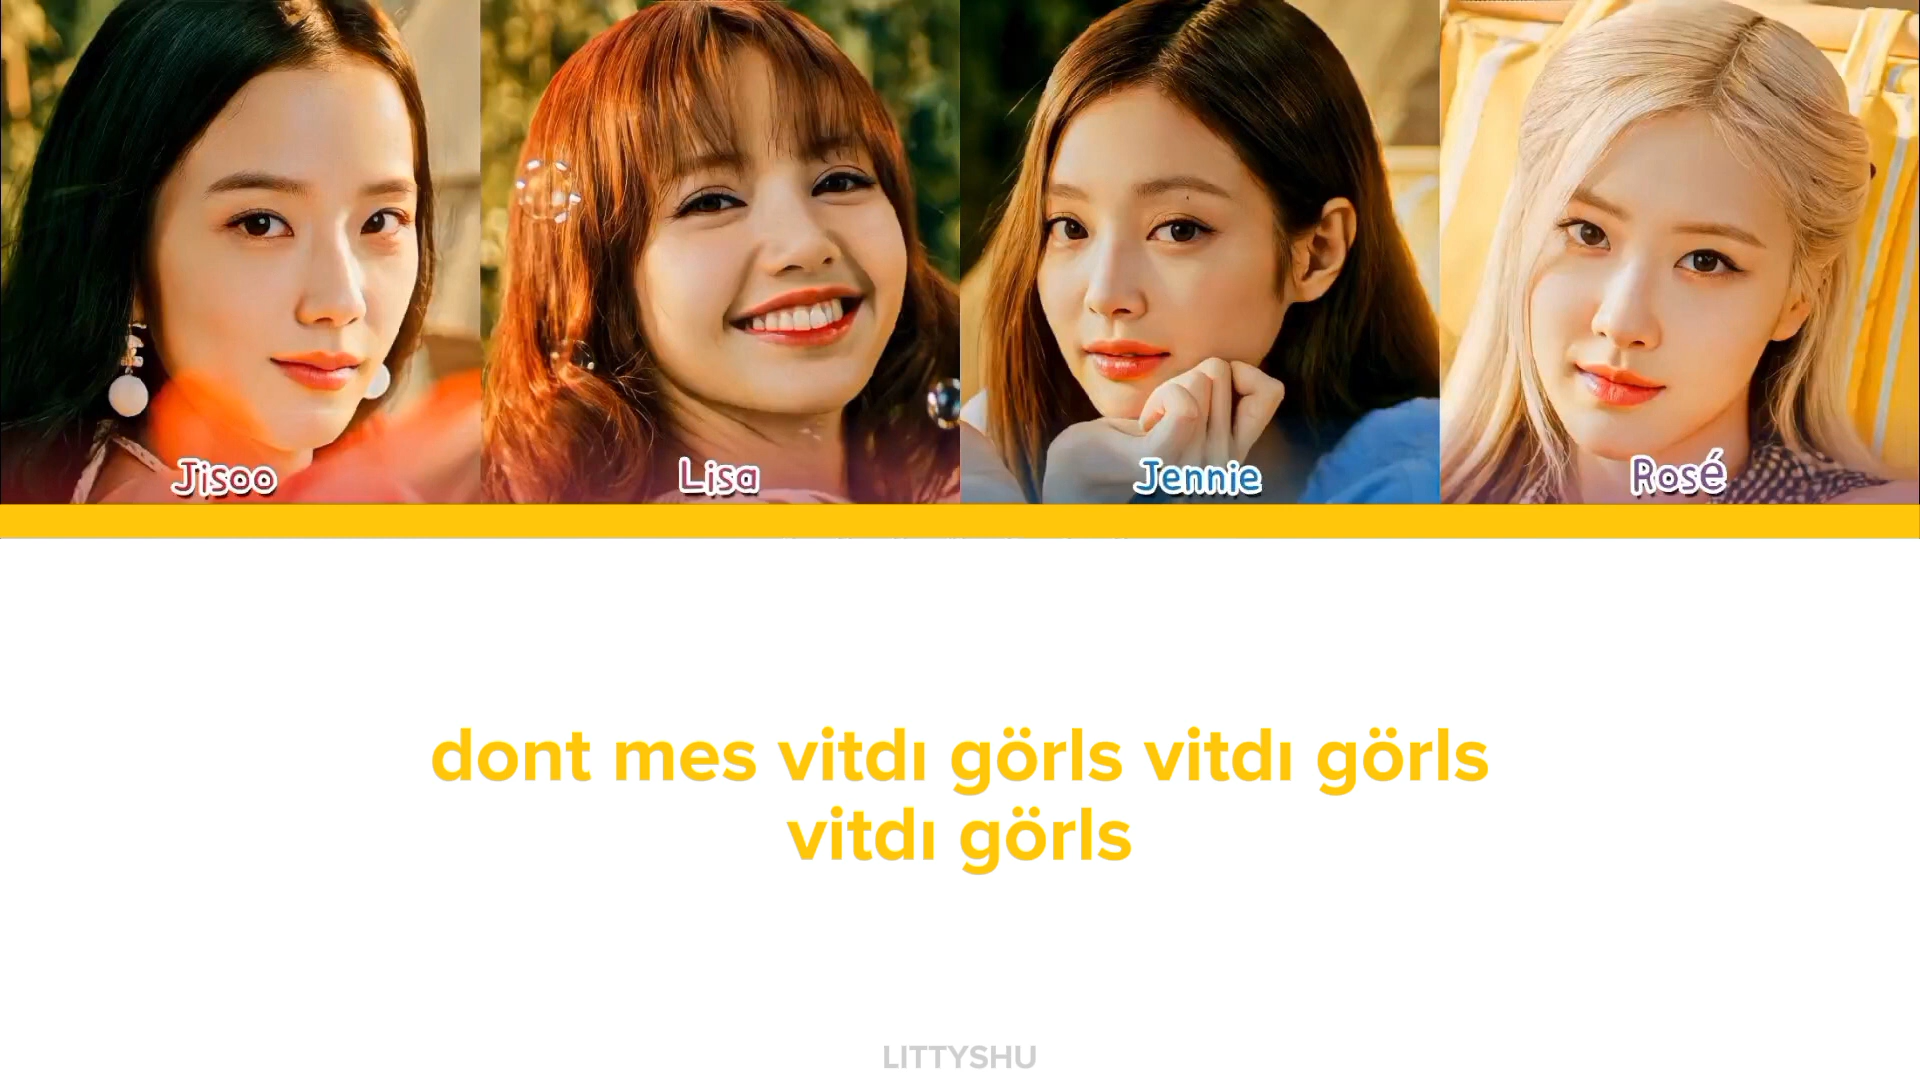 Jisoo
Lisa
Jennie
Rosé
dont mes vitdı görls vitdı görls
vitdı görls
LITTYSHU